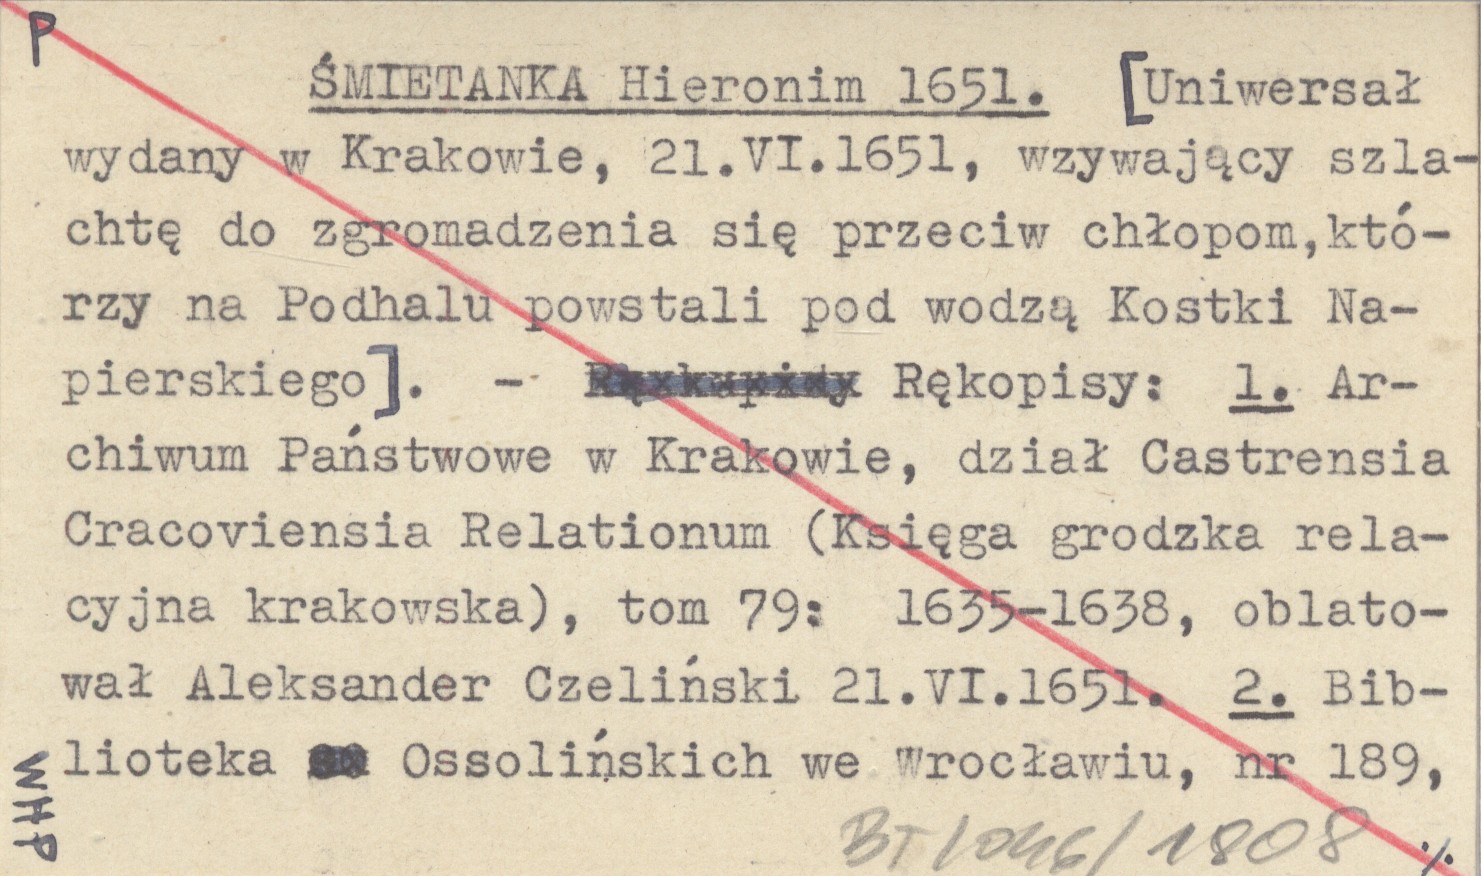 P
ŚMIETANKA Hieronim 1651. [Uniwersał
wydany w Krakowie, 21.VI.1651, wzywający szla-
chtę do zgromadzenia się przeciw chłopom,któ-
rzy na Podhalu powstali pod wodzą Kostki Na-
pierskiego]. - Rękopisy: 1. Ar-
chiwum Państwowe w Krakowie, dział Castrensia
Cracoviensia Relationum (Księga grodzka rela-
cyjna krakowska), tom 79: 1635-1638, oblato-
wał Aleksander Czeliński 21.VI.1651. 2. Bib-
lioteka Ossolińskich we Wrocławiu, nr 189,
WHP
BT/046/1808
./.